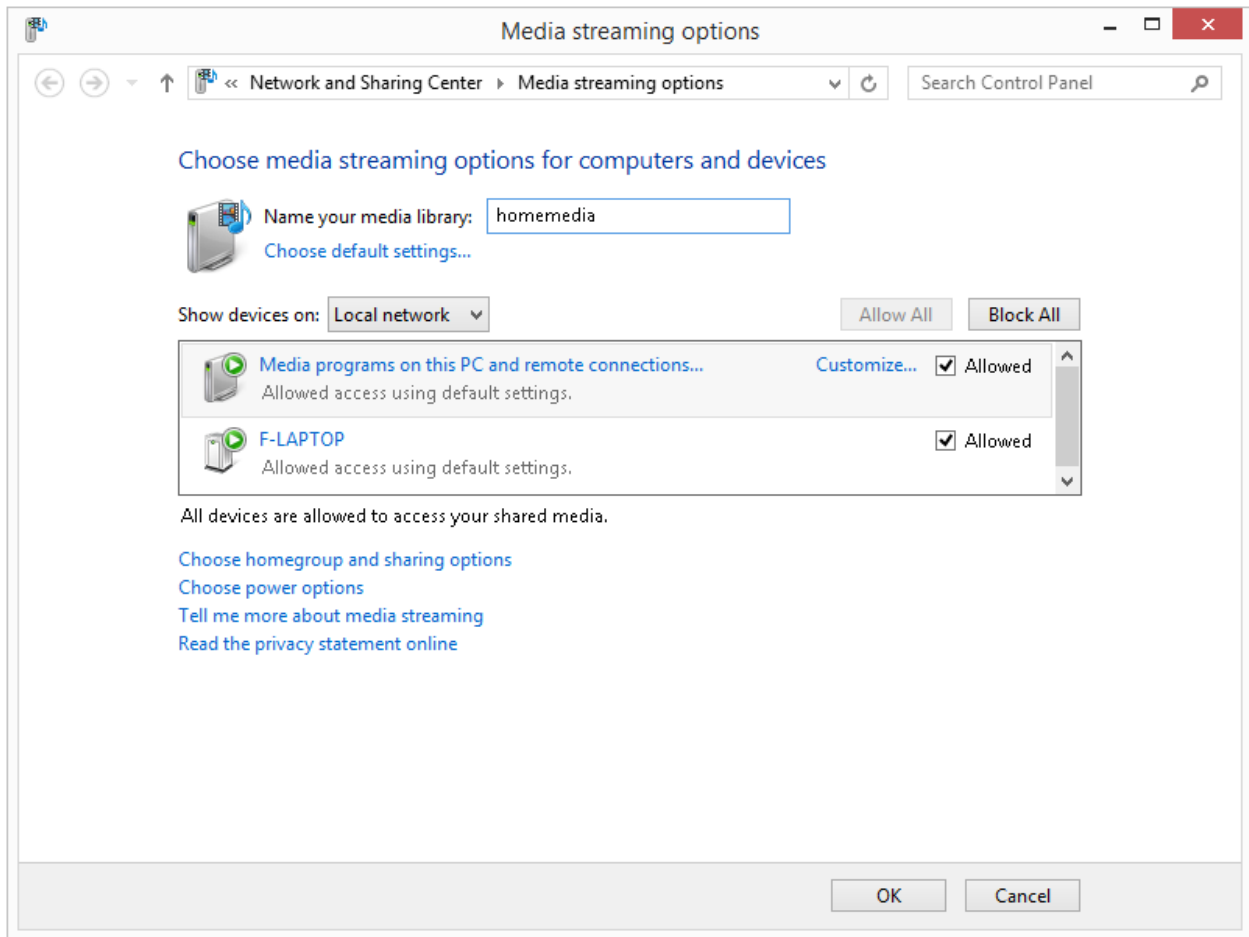 Media streaming options
« Network and Sharing Center Media streaming options Search Control Panel
Choose media streaming options for computers and devices
Name your media library: homemedia
Choose default settings...
Show devices on: Local network Allow All Block All
Media programs on this PC and remote connections... Customize... Allowed
Allowed access using default settings.
F-LAPTOP Allowed
Allowed access using default settings.
All devices are allowed to access your shared media.
Choose homegroup and sharing options
Choose power options
Tell me more about media streaming
Read the privacy statement online
OK Cancel